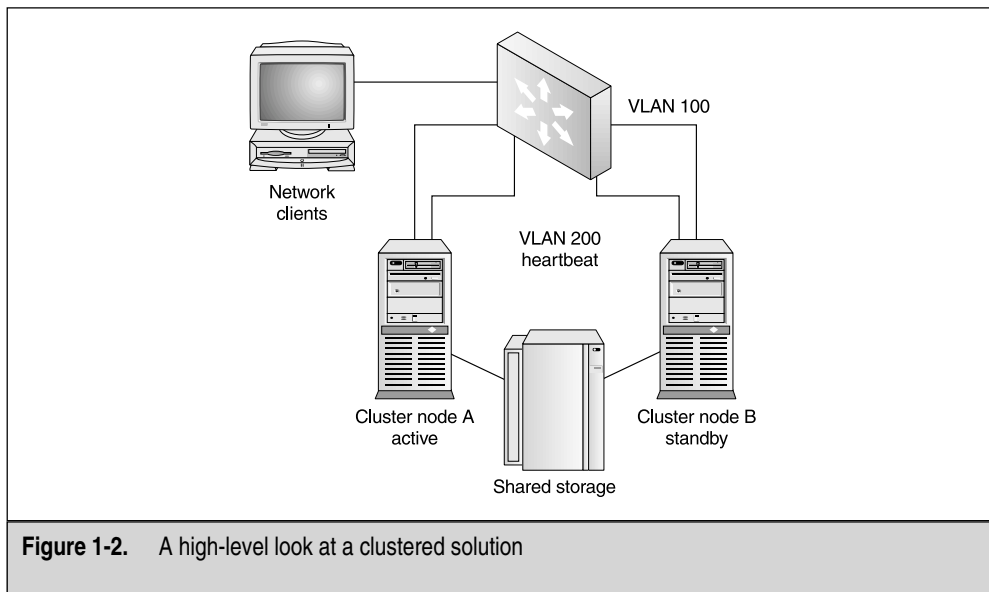 VLAN 100
Network
clients
VLAN 200
heartbeat
Cluster node A
active
Cluster node B
standby
Shared storage
Figure 1-2. A high-level look at a clustered solution